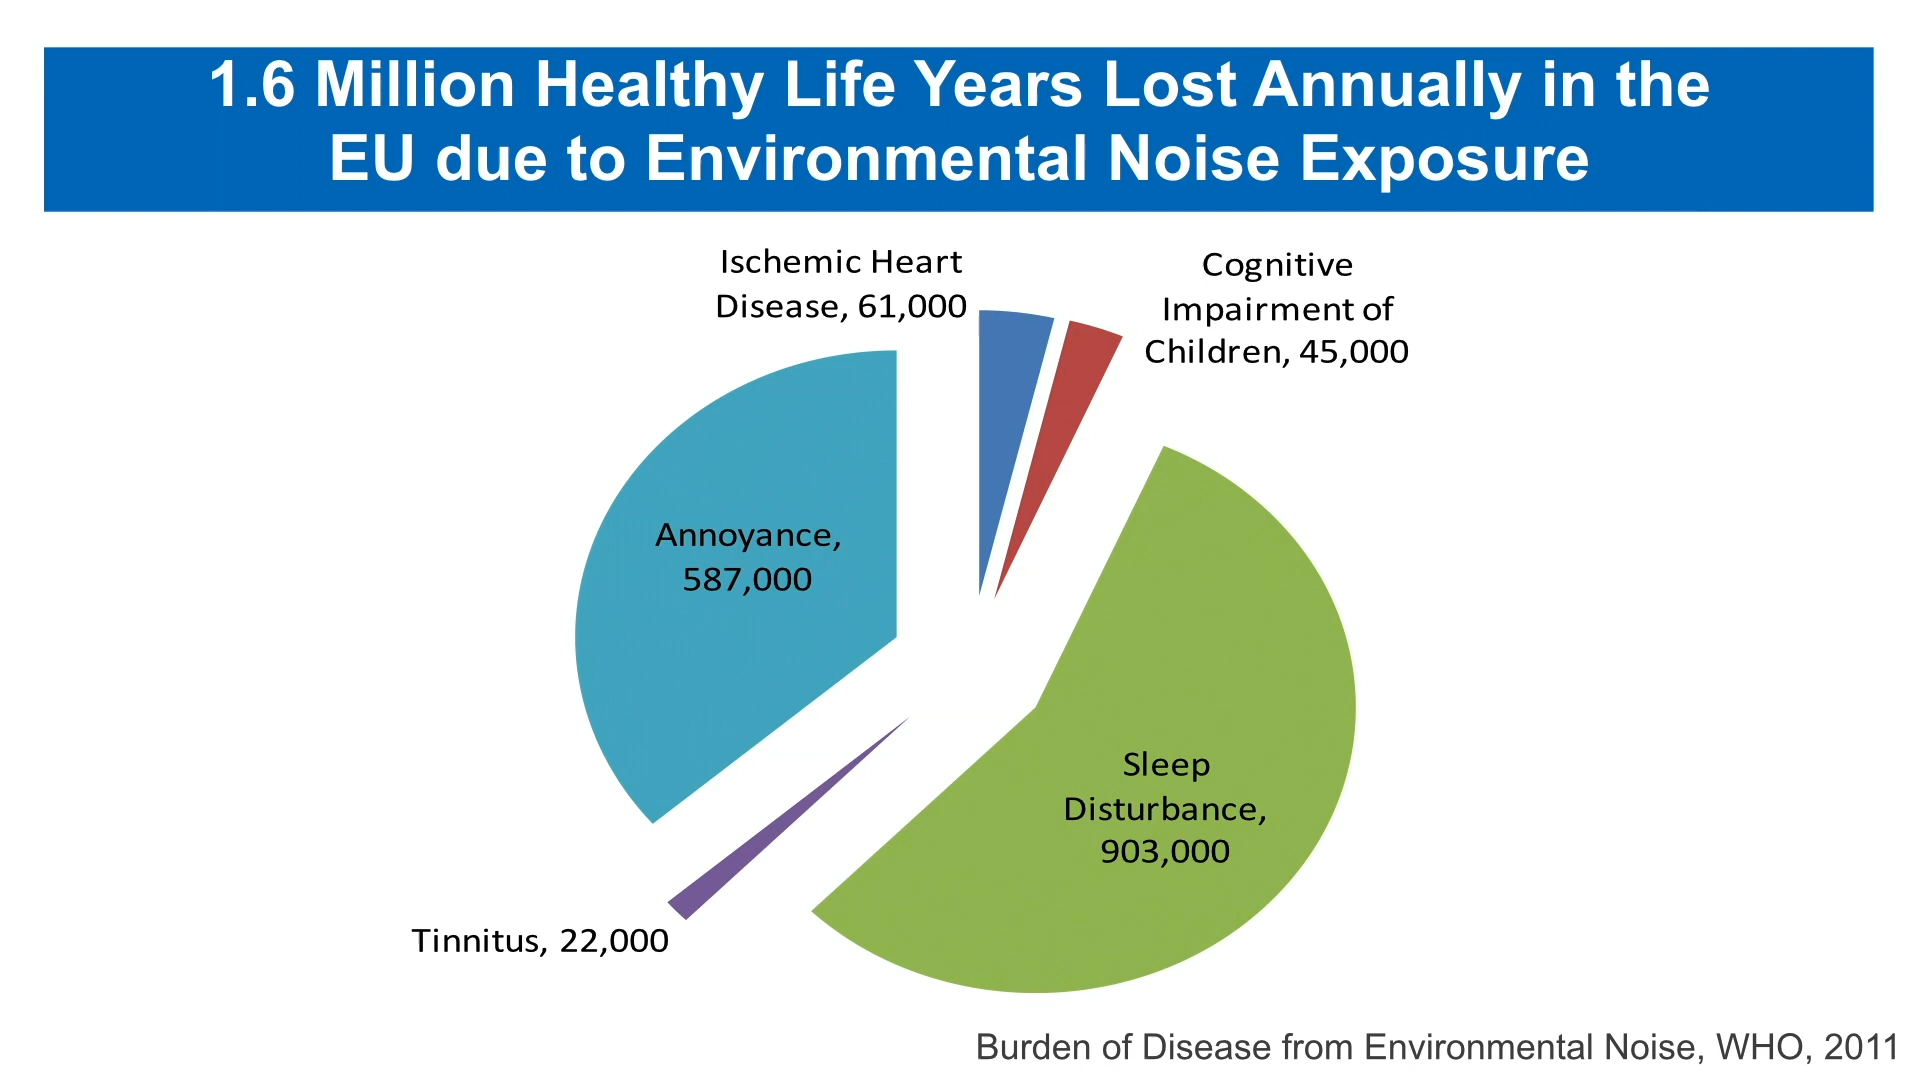 1.6 Million Healthy Life Years Lost Annually in the
EU due to Environmental Noise Exposure
Ischemic Heart
Disease, 61,000
Cognitive
Impairment of
Children, 45,000
Annoyance,
587,000
Sleep
Disturbance,
903,000
Tinnitus, 22,000
Burden of Disease from Environmental Noise, WHO, 2011